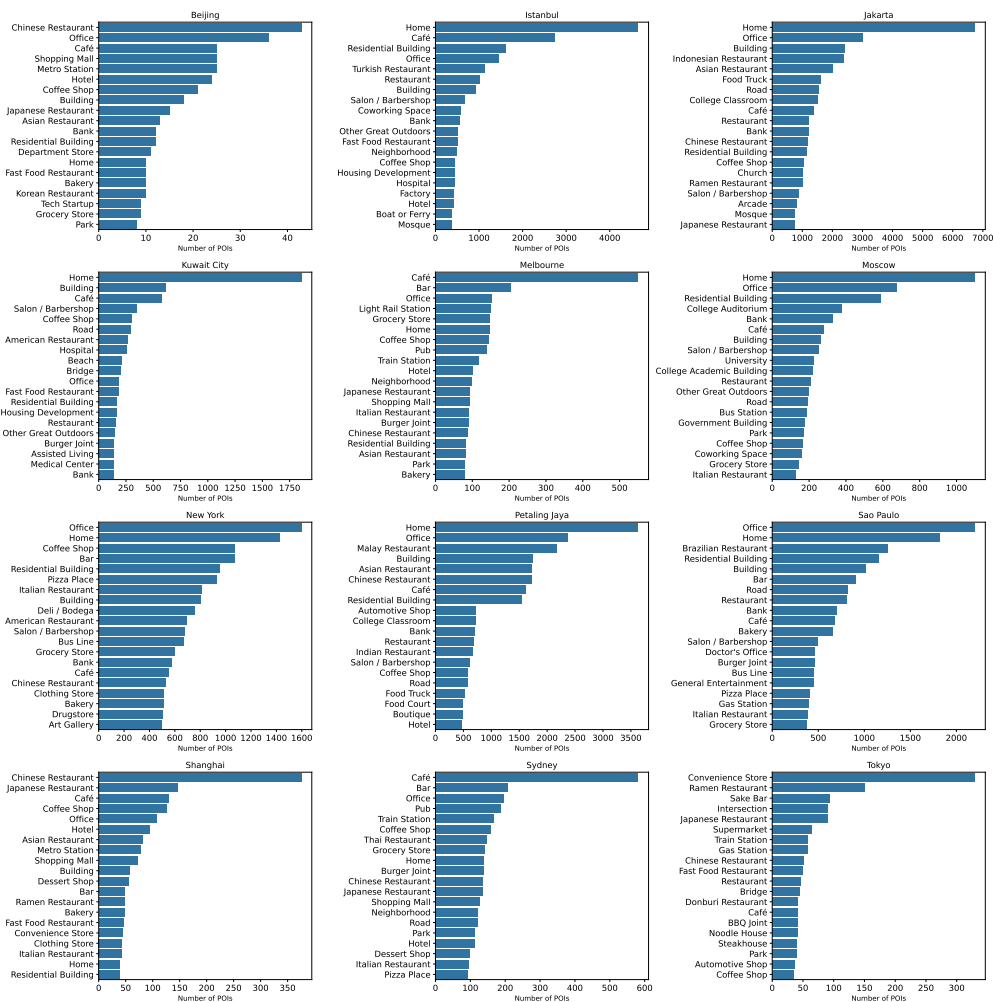 Beijing
Chinese Restaurant
Office
Café
Shopping Mall
Metro Station
Hotel
Coffee Shop
Building
Japanese Restaurant
Asian Restaurant
Bank
Residential Building
Department Store
Home
Fast Food Restaurant
Bakery
Korean Restaurant
Tech Startup
Grocery Store
Park
0 10 20 30 40
Number of POIs
Istanbul
Home
Café
Residential Building
Office
Turkish Restaurant
Restaurant
Building
Salon / Barbershop
Coworking Space
Bank
Other Great Outdoors
Fast Food Restaurant
Neighborhood
Coffee Shop
Housing Development
Hospital
Factory
Hotel
Boat or Ferry
Mosque
0 1000 2000 3000 4000
Number of POIs
Jakarta
Home
Office
Building
Indonesian Restaurant
Asian Restaurant
Food Truck
Road
College Classroom
Café
Restaurant
Bank
Chinese Restaurant
Residential Building
Coffee Shop
Church
Ramen Restaurant
Salon / Barbershop
Arcade
Mosque
Japanese Restaurant
0 1000 2000 3000 4000 5000 6000 7000
Number of POIs
Kuwait City
Home
Building
Café
Salon / Barbershop
Coffee Shop
Road
American Restaurant
Hospital
Beach
Bridge
Office
Fast Food Restaurant
Residential Building
Housing Development
Restaurant
Other Great Outdoors
Burger Joint
Assisted Living
Medical Center
Bank
0 250 500 750 1000 1250 1500 1750
Number of POIs
Melbourne
Café
Bar
Office
Light Rail Station
Grocery Store
Home
Coffee Shop
Pub
Train Station
Hotel
Neighborhood
Japanese Restaurant
Shopping Mall
Italian Restaurant
Burger Joint
Chinese Restaurant
Residential Building
Asian Restaurant
Park
Bakery
0 100 200 300 400 500
Number of POIs
Moscow
Home
Office
Residential Building
College Auditorium
Bank
Café
Building
Salon / Barbershop
University
College Academic Building
Restaurant
Other Great Outdoors
Road
Bus Station
Government Building
Park
Coffee Shop
Coworking Space
Grocery Store
Italian Restaurant
0 200 400 600 800 1000
Number of POIs
New York
Office
Home
Coffee Shop
Bar
Residential Building
Pizza Place
Italian Restaurant
Building
Deli / Bodega
American Restaurant
Salon / Barbershop
Bus Line
Grocery Store
Bank
Café
Chinese Restaurant
Clothing Store
Bakery
Drugstore
Art Gallery
0 200 400 600 800 1000 1200 1400 1600
Number of POIs
Petaling Jaya
Home
Office
Malay Restaurant
Building
Asian Restaurant
Chinese Restaurant
Café
Residential Building
Automotive Shop
College Classroom
Bank
Restaurant
Indian Restaurant
Salon / Barbershop
Coffee Shop
Road
Food Truck
Food Court
Boutique
Hotel
0 500 1000 1500 2000 2500 3000 3500
Number of POIs
Sao Paulo
Office
Home
Brazilian Restaurant
Residential Building
Building
Bar
Road
Restaurant
Bank
Café
Bakery
Salon / Barbershop
Doctor's Office
Burger Joint
Bus Line
General Entertainment
Pizza Place
Gas Station
Italian Restaurant
Grocery Store
0 500 1000 1500 2000
Number of POIs
Shanghai
Chinese Restaurant
Japanese Restaurant
Café
Coffee Shop
Office
Hotel
Asian Restaurant
Metro Station
Shopping Mall
Building
Dessert Shop
Bar
Ramen Restaurant
Bakery
Fast Food Restaurant
Convenience Store
Clothing Store
Italian Restaurant
Home
Residential Building
0 50 100 150 200 250 300 350
Number of POIs
Sydney
Café
Bar
Office
Pub
Train Station
Coffee Shop
Thai Restaurant
Grocery Store
Home
Burger Joint
Chinese Restaurant
Japanese Restaurant
Shopping Mall
Neighborhood
Road
Park
Hotel
Dessert Shop
Italian Restaurant
Pizza Place
0 100 200 300 400 500 600
Number of POIs
Tokyo
Convenience Store
Ramen Restaurant
Sake Bar
Intersection
Japanese Restaurant
Supermarket
Train Station
Gas Station
Chinese Restaurant
Fast Food Restaurant
Restaurant
Bridge
Donburi Restaurant
Café
BBQ Joint
Noodle House
Steakhouse
Park
Automotive Shop
Coffee Shop
0 50 100 150 200 250 300
Number of POIs